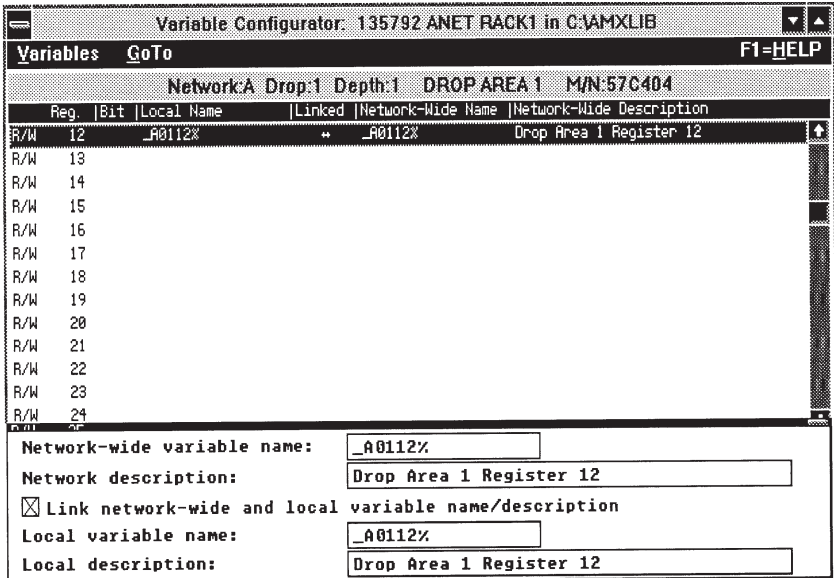 Variable Configurator: 135792 ANET RACK1 in C:\AMXLIB
Variables GoTo F1=HELP
Network:A Drop:1 Depth:1 DROP AREA 1 M/N:57C404
Reg. |Bit |Local Name |Linked |Network-Wide Name |Network-Wide Description
R/W 12 _A0112% ↔ _A0112% Drop Area 1 Register 12
R/W 13
R/W 14
R/W 15
R/W 16
R/W 17
R/W 18
R/W 19
R/W 20
R/W 21
R/W 22
R/W 23
R/W 24
Network-wide variable name: _A0112%
Network description: Drop Area 1 Register 12
Link network-wide and local variable name/description
Local variable name: _A0112%
Local description: Drop Area 1 Register 12